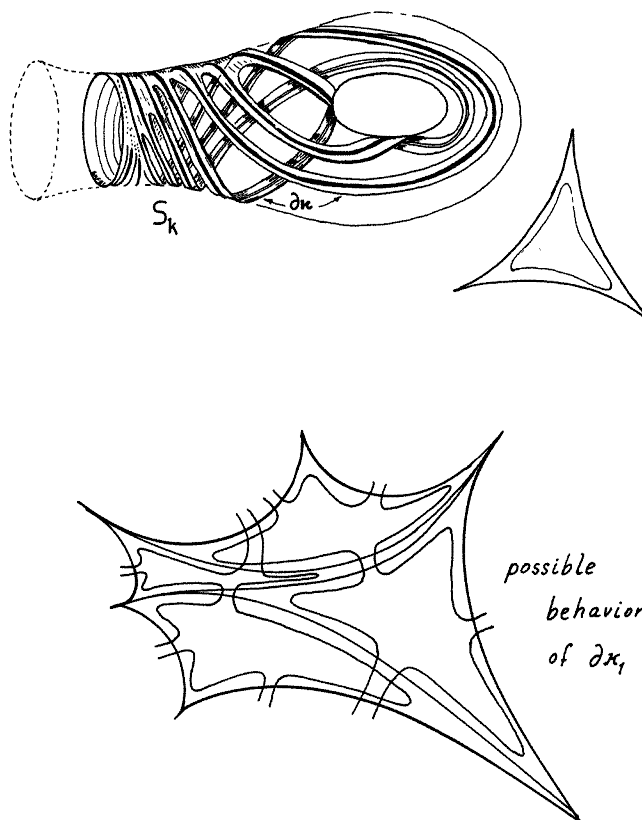 ∂κ
S_k
possible
behavior
of ∂κ₁